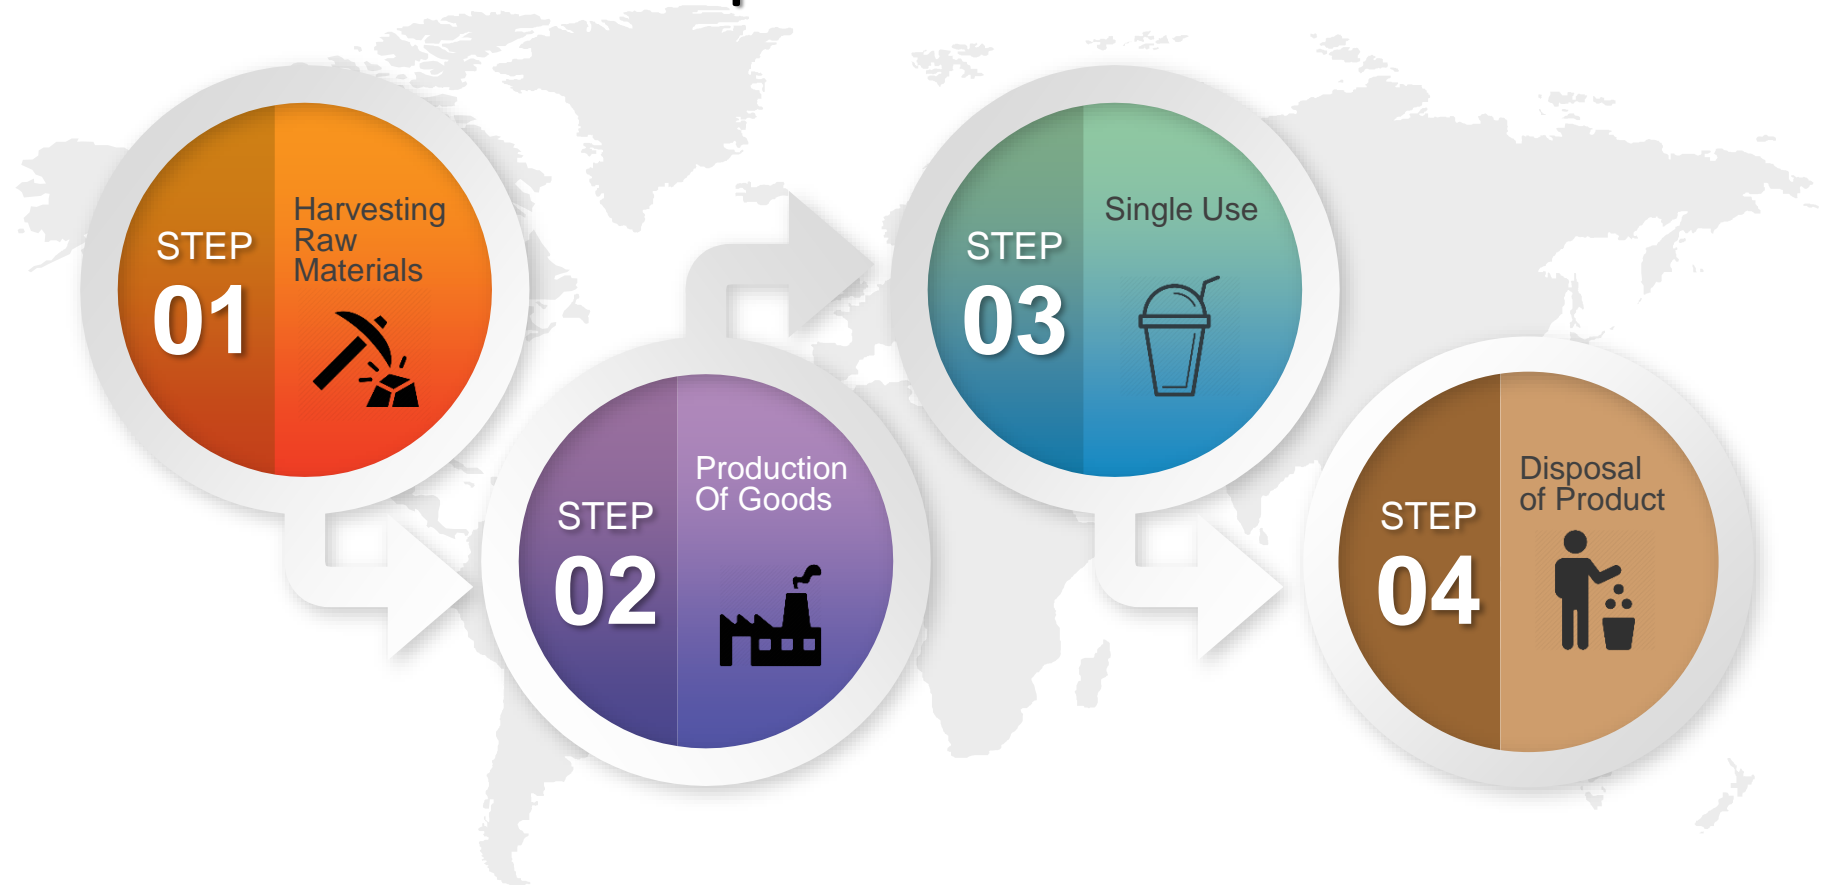 STEP
01
Harvesting
Raw
Materials
STEP
02
Production
Of Goods
STEP
03
Single Use
STEP
04
Disposal
of Product